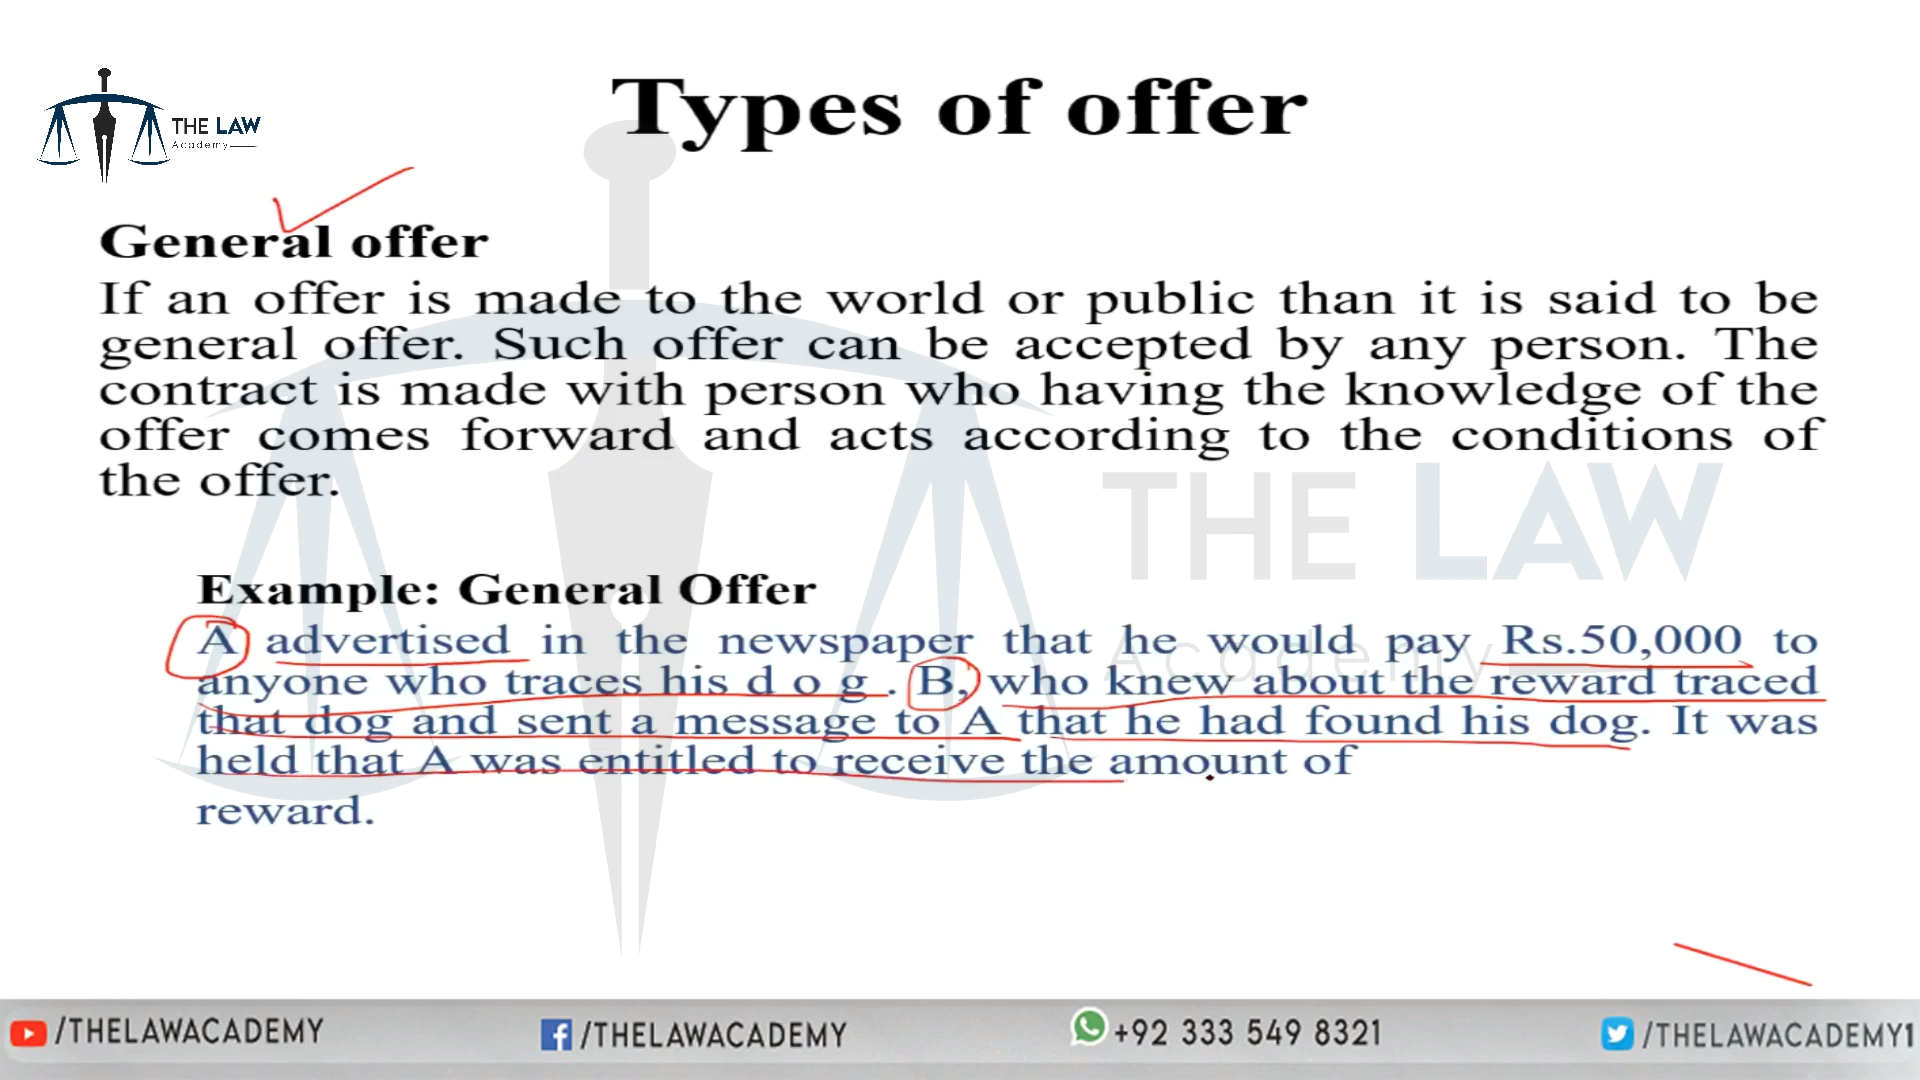 THE LAW
Academy
Types of offer
General offer
If an offer is made to the world or public than it is said to be
general offer. Such offer can be accepted by any person. The
contract is made with person who having the knowledge of the
offer comes forward and acts according to the conditions of
the offer.
THE LAW
Academy
Example: General Offer
A advertised in the newspaper that he would pay Rs.50,000 to
anyone who traces his d o g . B, who knew about the reward traced
that dog and sent a message to A that he had found his dog. It was
held that A was entitled to receive the amount of
reward.
/THELAWACADEMY
/THELAWACADEMY
+92 333 549 8321
/THELAWACADEMY1